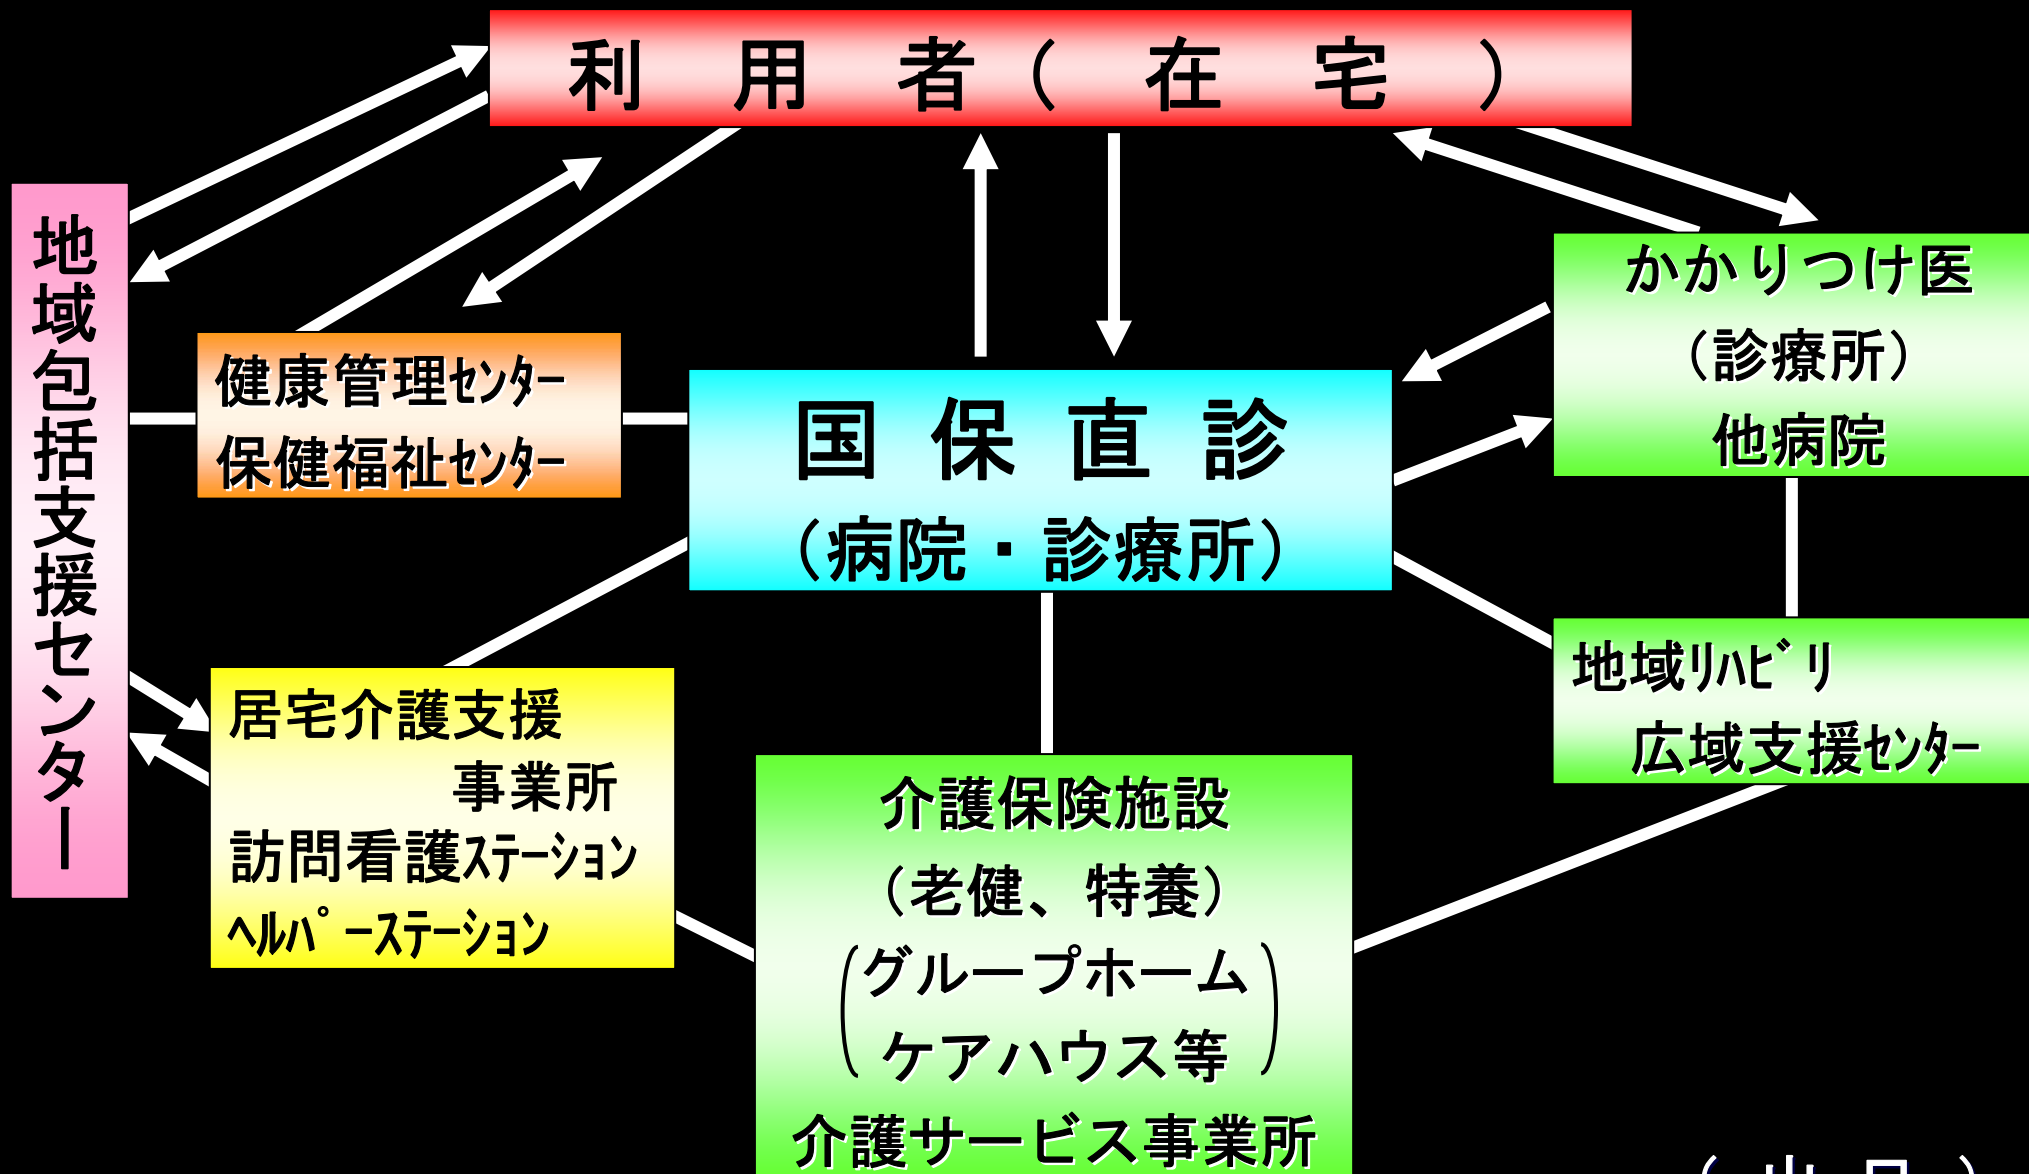 利用者(在宅)
地域包括支援センター
かかりつけ医
(診療所)
他病院
健康管理ｾﾝﾀｰ
保健福祉ｾﾝﾀｰ
国保直診
(病院・診療所)
地域ﾘﾊﾋﾞﾘ
広域支援ｾﾝﾀｰ
居宅介護支援
事業所
訪問看護ｽﾃｰｼｮﾝ
ﾍﾙﾊﾟｰｽﾃｰｼｮﾝ
介護保険施設
(老健、特養)
(グループホーム
ケアハウス等)
介護サービス事業所